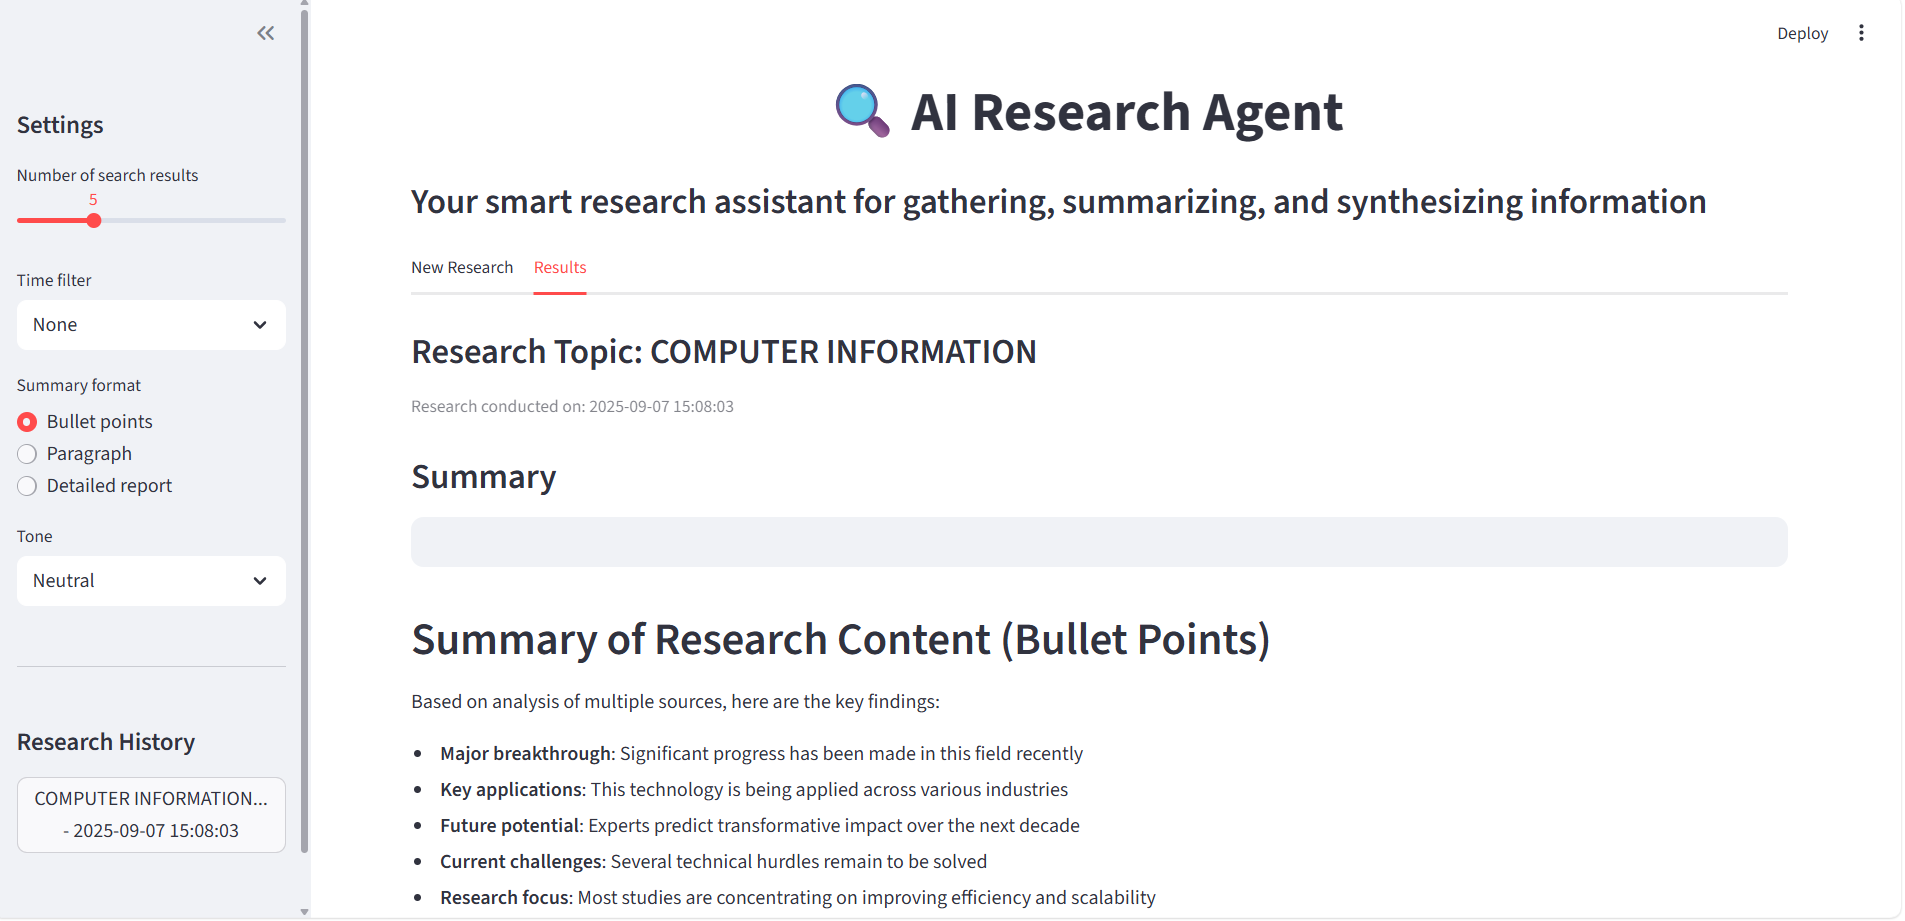 Deploy
Settings
Number of search results
5
Time filter
None
Summary format
Bullet points
Paragraph
Detailed report
Tone
Neutral
Research History
COMPUTER INFORMATION...
- 2025-09-07 15:08:03
AI Research Agent
Your smart research assistant for gathering, summarizing, and synthesizing information
New Research
Results
Research Topic: COMPUTER INFORMATION
Research conducted on: 2025-09-07 15:08:03
Summary
Summary of Research Content (Bullet Points)
Based on analysis of multiple sources, here are the key findings:
• Major breakthrough: Significant progress has been made in this field recently
• Key applications: This technology is being applied across various industries
• Future potential: Experts predict transformative impact over the next decade
• Current challenges: Several technical hurdles remain to be solved
• Research focus: Most studies are concentrating on improving efficiency and scalability